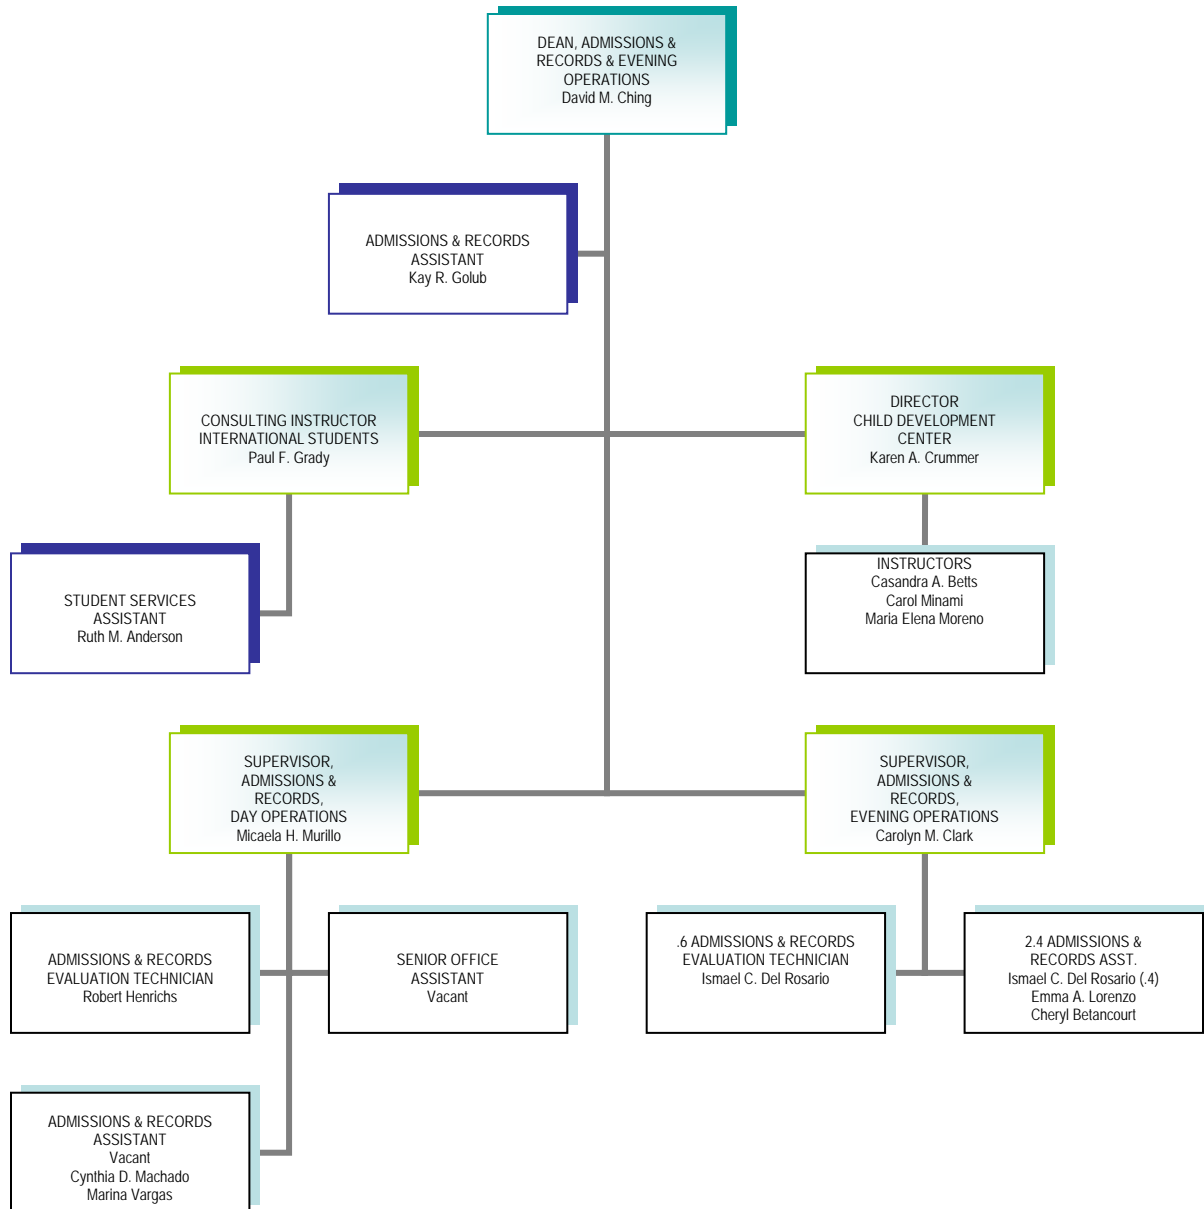 DEAN, ADMISSIONS &
RECORDS & EVENING
OPERATIONS
David M. Ching
ADMISSIONS & RECORDS
ASSISTANT
Kay R. Golub
CONSULTING INSTRUCTOR
INTERNATIONAL STUDENTS
Paul F. Grady
DIRECTOR
CHILD DEVELOPMENT
CENTER
Karen A. Crummer
STUDENT SERVICES
ASSISTANT
Ruth M. Anderson
INSTRUCTORS
Casandra A. Betts
Carol Minami
Maria Elena Moreno
SUPERVISOR,
ADMISSIONS &
RECORDS,
DAY OPERATIONS
Micaela H. Murillo
SUPERVISOR,
ADMISSIONS &
RECORDS,
EVENING OPERATIONS
Carolyn M. Clark
ADMISSIONS & RECORDS
EVALUATION TECHNICIAN
Robert Henrichs
SENIOR OFFICE
ASSISTANT
Vacant
.6 ADMISSIONS & RECORDS
EVALUATION TECHNICIAN
Ismael C. Del Rosario
2.4 ADMISSIONS &
RECORDS ASST.
Ismael C. Del Rosario (.4)
Emma A. Lorenzo
Cheryl Betancourt
ADMISSIONS & RECORDS
ASSISTANT
Vacant
Cynthia D. Machado
Marina Vargas